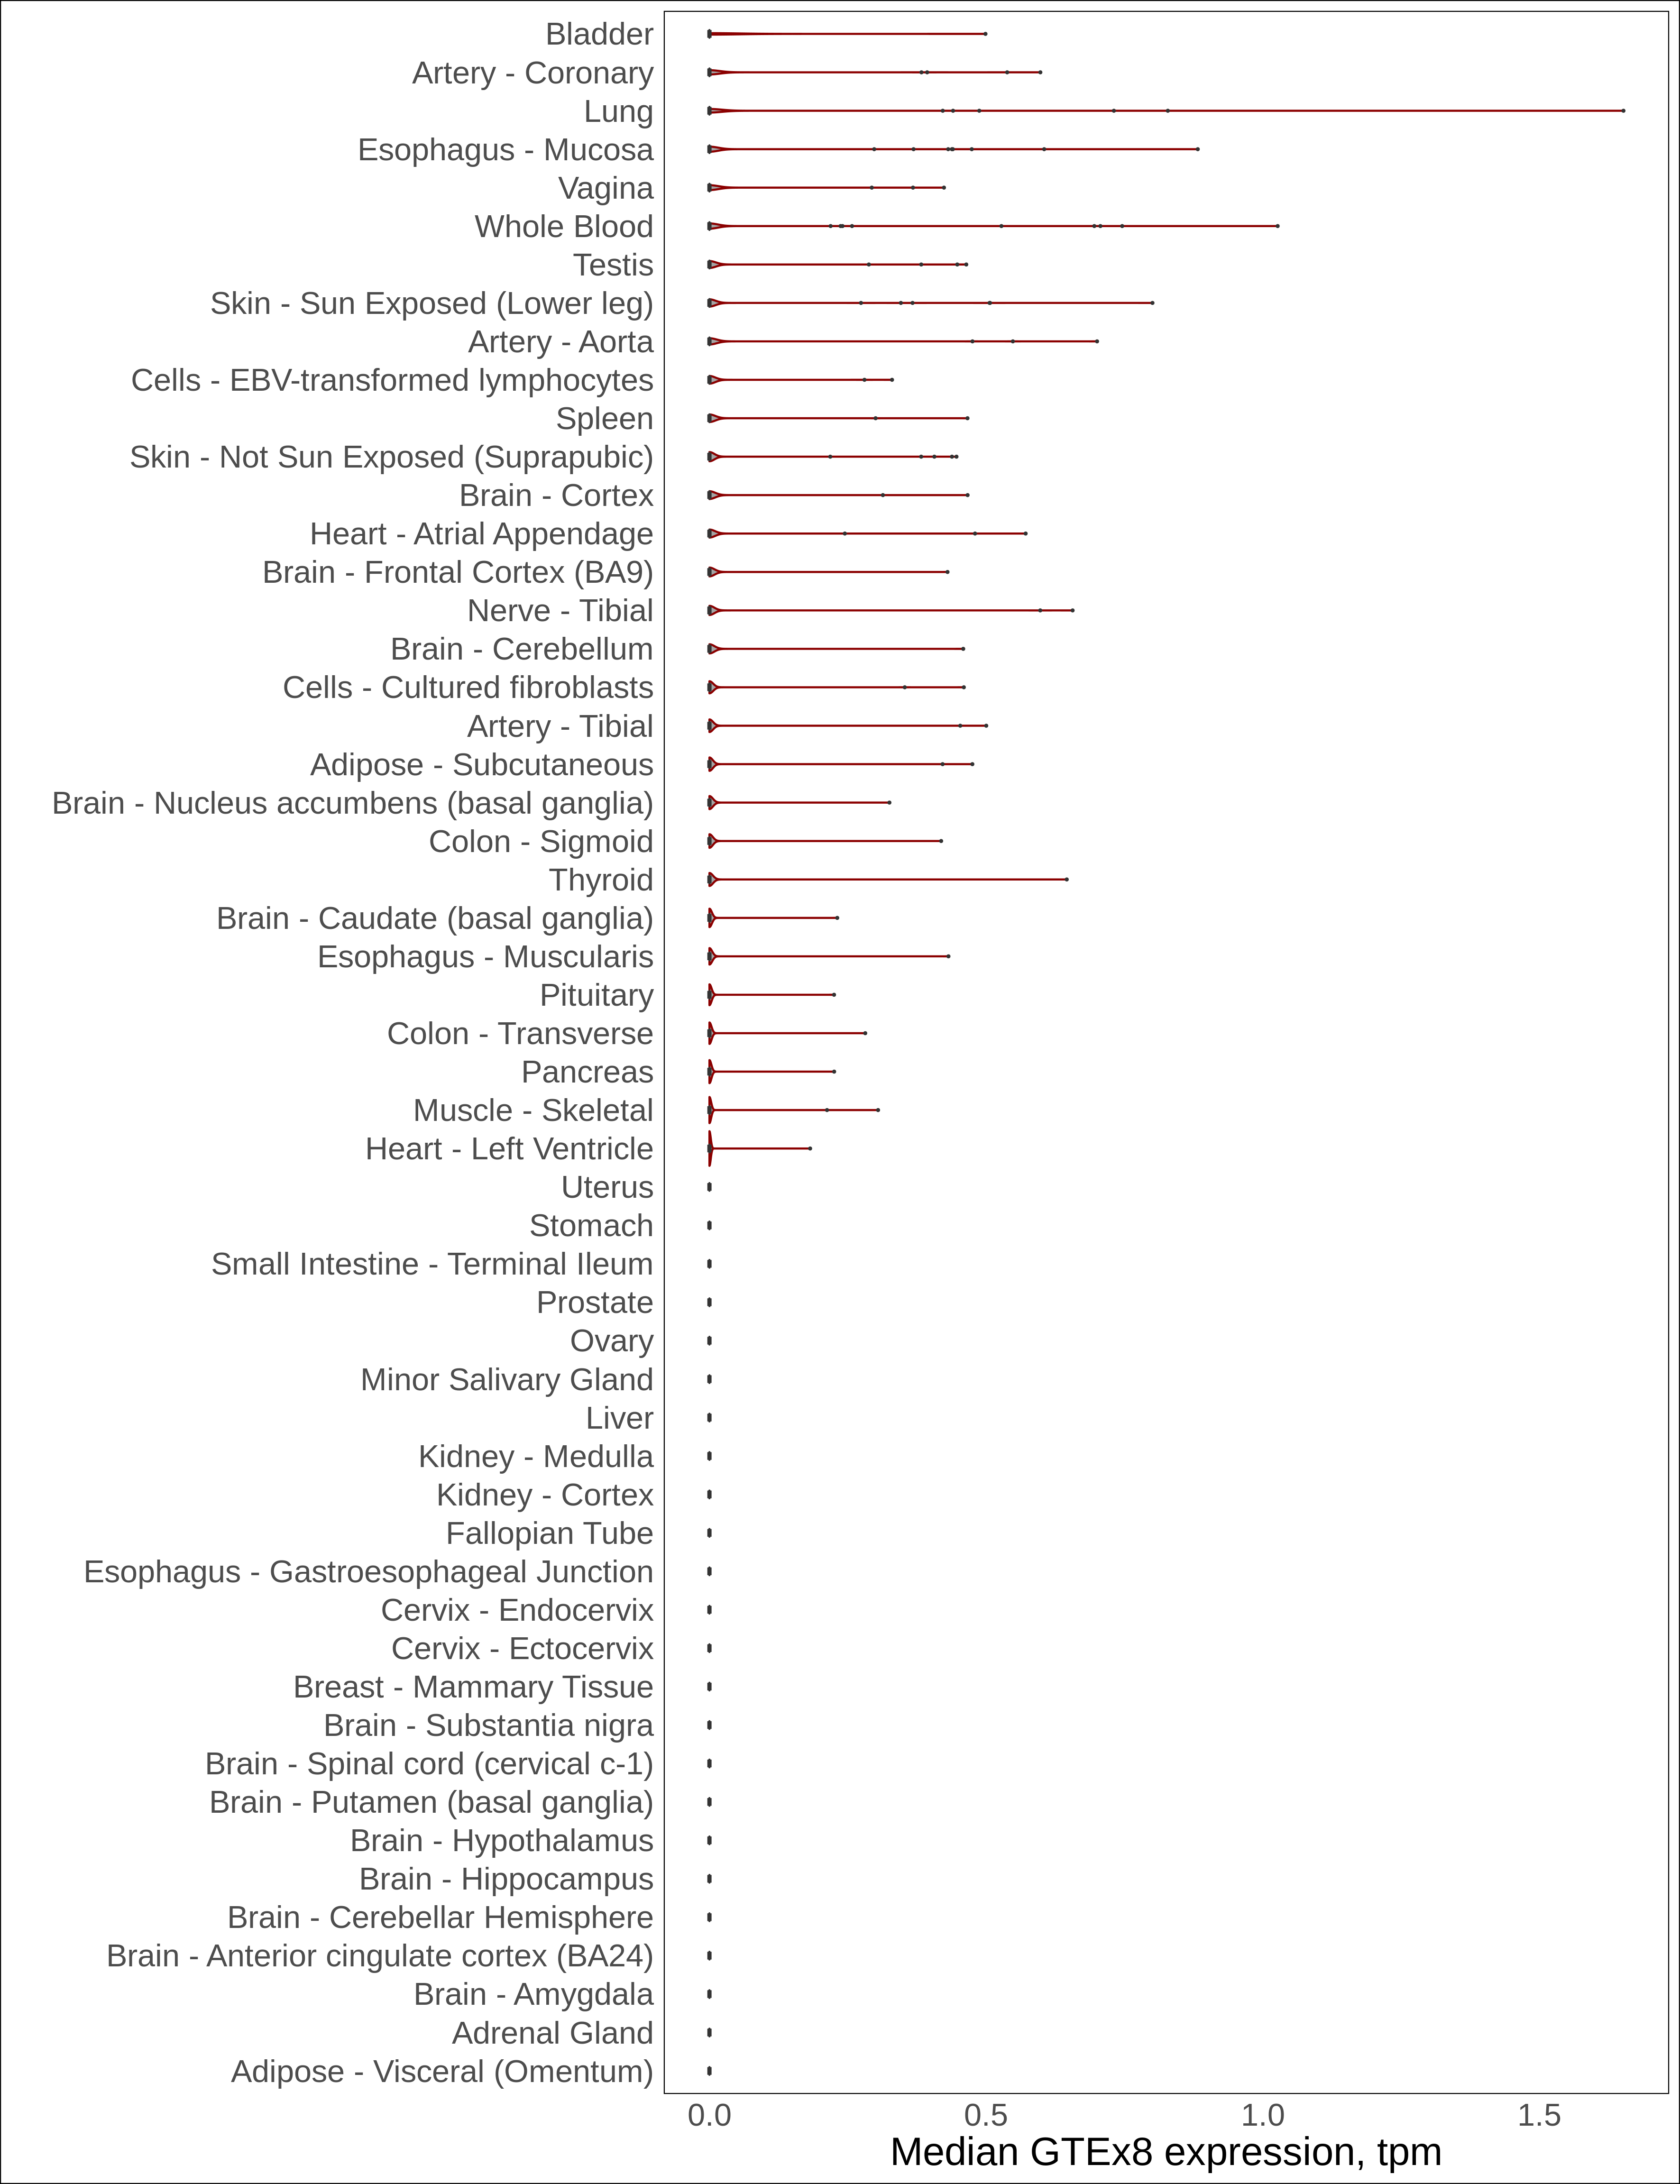 Bladder
Artery - Coronary
Lung
Esophagus - Mucosa
Vagina
Whole Blood
Testis
Skin - Sun Exposed (Lower leg)
Artery - Aorta
Cells - EBV-transformed lymphocytes
Spleen
Skin - Not Sun Exposed (Suprapubic)
Brain - Cortex
Heart - Atrial Appendage
Brain - Frontal Cortex (BA9)
Nerve - Tibial
Brain - Cerebellum
Cells - Cultured fibroblasts
Artery - Tibial
Adipose - Subcutaneous
Brain - Nucleus accumbens (basal ganglia)
Colon - Sigmoid
Thyroid
Brain - Caudate (basal ganglia)
Esophagus - Muscularis
Pituitary
Colon - Transverse
Pancreas
Muscle - Skeletal
Heart - Left Ventricle
Uterus
Stomach
Small Intestine - Terminal Ileum
Prostate
Ovary
Minor Salivary Gland
Liver
Kidney - Medulla
Kidney - Cortex
Fallopian Tube
Esophagus - Gastroesophageal Junction
Cervix - Endocervix
Cervix - Ectocervix
Breast - Mammary Tissue
Brain - Substantia nigra
Brain - Spinal cord (cervical c-1)
Brain - Putamen (basal ganglia)
Brain - Hypothalamus
Brain - Hippocampus
Brain - Cerebellar Hemisphere
Brain - Anterior cingulate cortex (BA24)
Brain - Amygdala
Adrenal Gland
Adipose - Visceral (Omentum)
0.0 0.5 1.0 1.5
Median GTEx8 expression, tpm